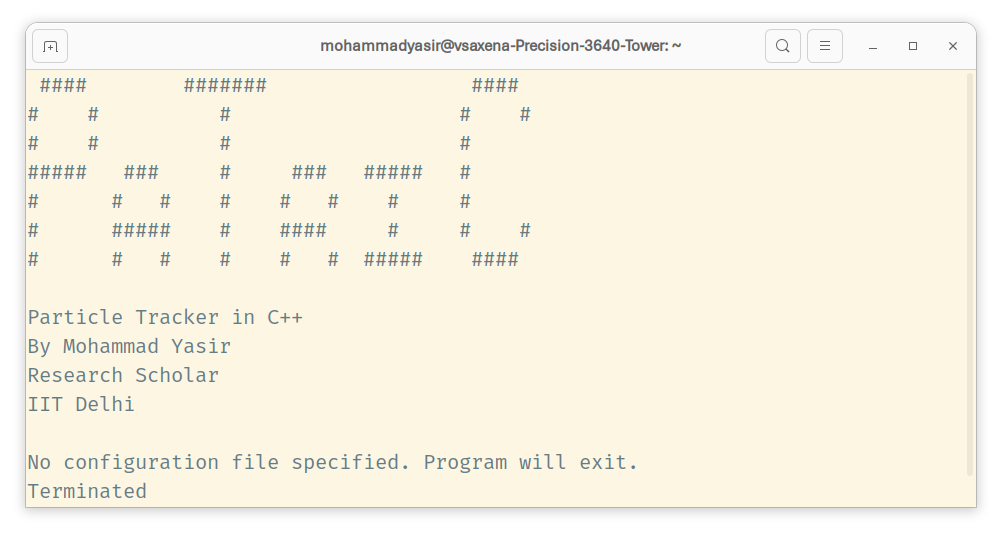 mohammadyasir@vsaxena-Precision-3640-Tower: ~
 ####        #######                 ####
#    #          #                   #    #
#    #          #                   #
#####   ###     #     ###   #####   #
#      #   #    #    #   #    #     #
#      #####    #    ####     #     #    #
#      #   #    #    #   #  #####    ####
Particle Tracker in C++
By Mohammad Yasir
Research Scholar
IIT Delhi
No configuration file specified. Program will exit.
Terminated